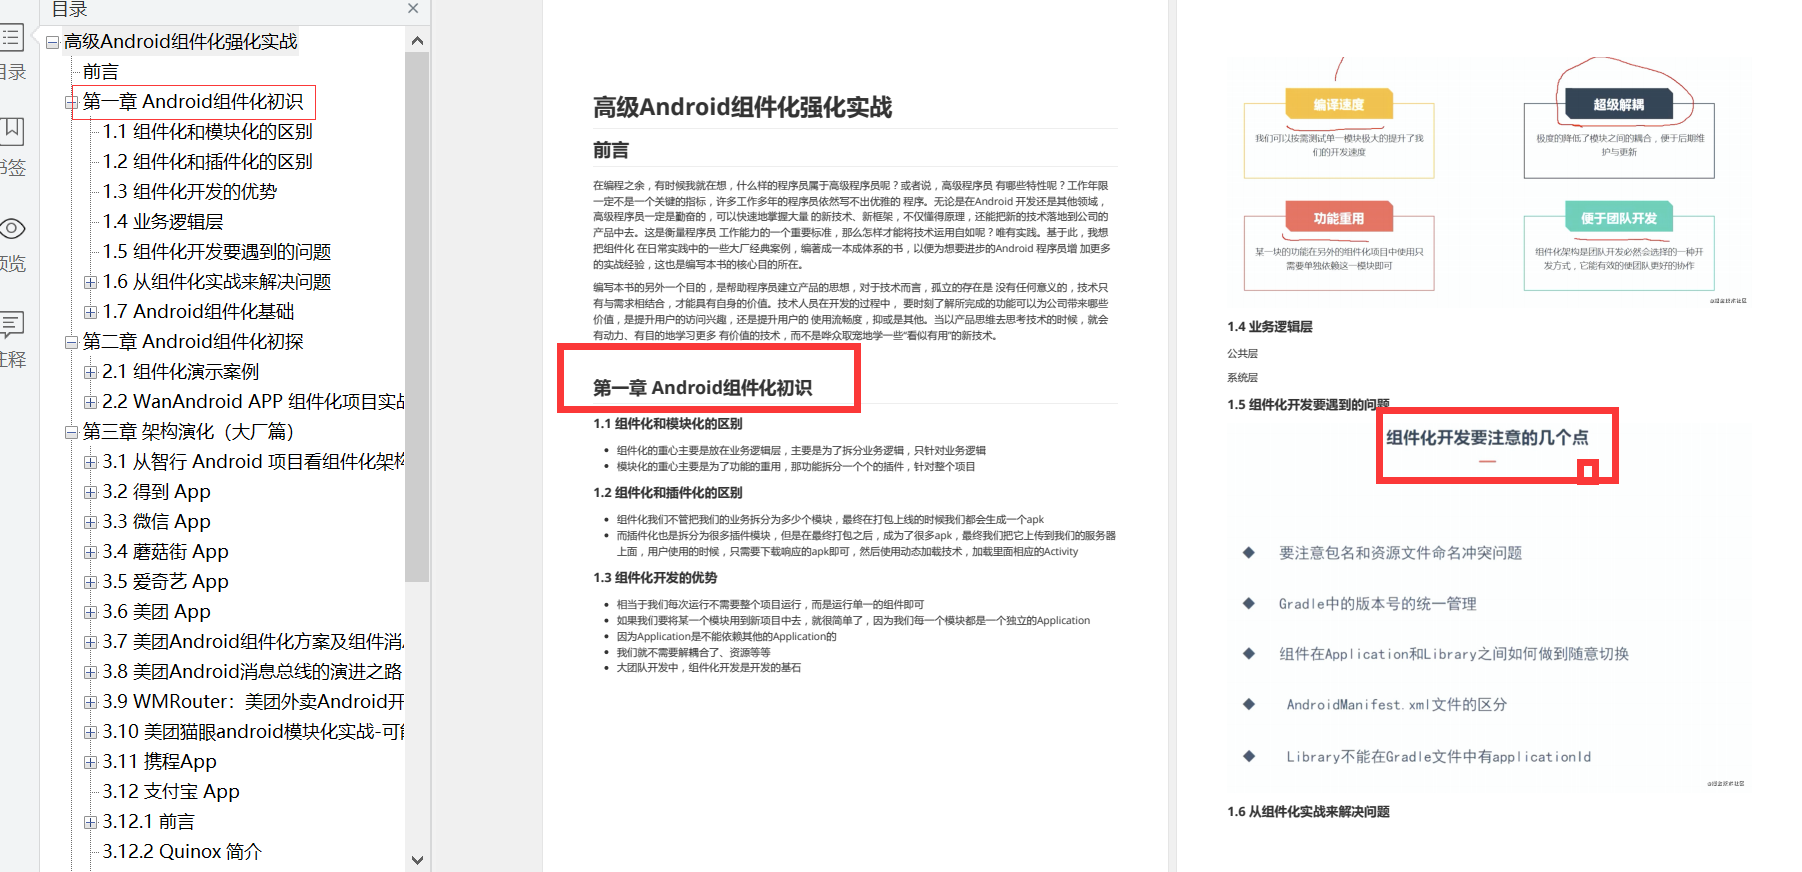 目录
目录
书签
预览
注释
高级Android组件化强化实战
前言
第一章 Android组件化初识
1.1 组件化和模块化的区别
1.2 组件化和插件化的区别
1.3 组件化开发的优势
1.4 业务逻辑层
1.5 组件化开发要遇到的问题
1.6 从组件化实战来解决问题
1.7 Android组件化基础
第二章 Android组件化初探
2.1 组件化演示案例
2.2 WanAndroid APP 组件化项目实战
第三章 架构演化（大厂篇）
3.1 从智行 Android 项目看组件化架构
3.2 得到 App
3.3 微信 App
3.4 蘑菇街 App
3.5 爱奇艺 App
3.6 美团 App
3.7 美团Android组件化方案及组件消
3.8 美团Android消息总线的演进之路
3.9 WMRouter：美团外卖Android开
3.10 美团猫眼android模块化实战-可能
3.11 携程App
3.12 支付宝 App
3.12.1 前言
3.12.2 Quinox 简介
高级Android组件化强化实战
前言
在编程之余，有时候我就在想，什么样的程序员属于高级程序员呢？或者说，高级程序员 有哪些特性呢？工作年限
一定不是一个关键的指标，许多工作多年的程序员依然写不出优雅的 程序。无论是在Android 开发还是其他领域，
高级程序员一定是勤奋的，可以快速地掌握大量 的新技术、新框架，不仅懂得原理，还能把新的技术落地到公司的
产品中去。这是衡量程序员 工作能力的一个重要标准，那么怎样才能将技术运用自如呢？唯有实践。基于此，我想
把组件化 在日常实践中的一些大厂经典案例，编著成一本成体系的书，以便为想要进步的Android 程序员增 加更多
的实战经验，这也是编写本书的核心目的所在。
编写本书的另外一个目的，是帮助程序员建立产品的思想，对于技术而言，孤立的存在是 没有任何意义的，技术只
有与需求相结合，才能具有自身的价值。技术人员在开发的过程中， 要时刻了解所完成的功能可以为公司带来哪些
价值，是提升用户的访问兴趣，还是提升用户的 使用流畅度，抑或是其他。当以产品思维去思考技术的时候，就会
有动力、有目的地学习更多 有价值的技术，而不是哗众取宠地学一些“看似有用”的新技术。
第一章 Android组件化初识
1.1 组件化和模块化的区别
组件化的重心主要是放在业务逻辑层，主要是为了拆分业务逻辑，只针对业务逻辑
模块化的重心主要是为了功能的重用，那功能拆分一个个的插件，针对整个项目
1.2 组件化和插件化的区别
组件化我们不管把我们的业务拆分为多少个模块，最终在打包上线的时候我们都会生成一个apk
而插件化也是拆分为很多插件模块，但是在最终打包之后，成为了很多apk，最终我们把它上传到我们的服务器
上面，用户使用的时候，只需要下载响应的apk即可，然后使用动态加载技术，加载里面相应的Activity
1.3 组件化开发的优势
相当于我们每次运行不需要整个项目运行，而是运行单一的组件即可
如果我们要将某一个模块用到新项目中去，就很简单了，因为我们每一个模块都是一个独立的Application
因为Application是不能依赖其他的Application的
我们就不需要解耦合了、资源等等
大团队开发中，组件化开发是开发的基石
编译速度
我们可以按需测试单一模块极大的提升了我
们的开发速度
超级解耦
极度的降低了模块之间的耦合，便于后期维
护与更新
功能重用
某一块的功能在另外的组件化项目中使用只
需要单独依赖这一模块即可
便于团队开发
组件化架构是团队开发必然会选择的一种开
发方式，它能有效的使团队更好的协作
@掘金技术社区
1.4 业务逻辑层
公共层
系统层
1.5 组件化开发要遇到的问题
组件化开发要注意的几个点
要注意包名和资源文件命名冲突问题
Gradle中的版本号的统一管理
组件在Application和Library之间如何做到随意切换
AndroidManifest.xml文件的区分
Library不能在Gradle文件中有applicationId
@掘金技术社区
1.6 从组件化实战来解决问题